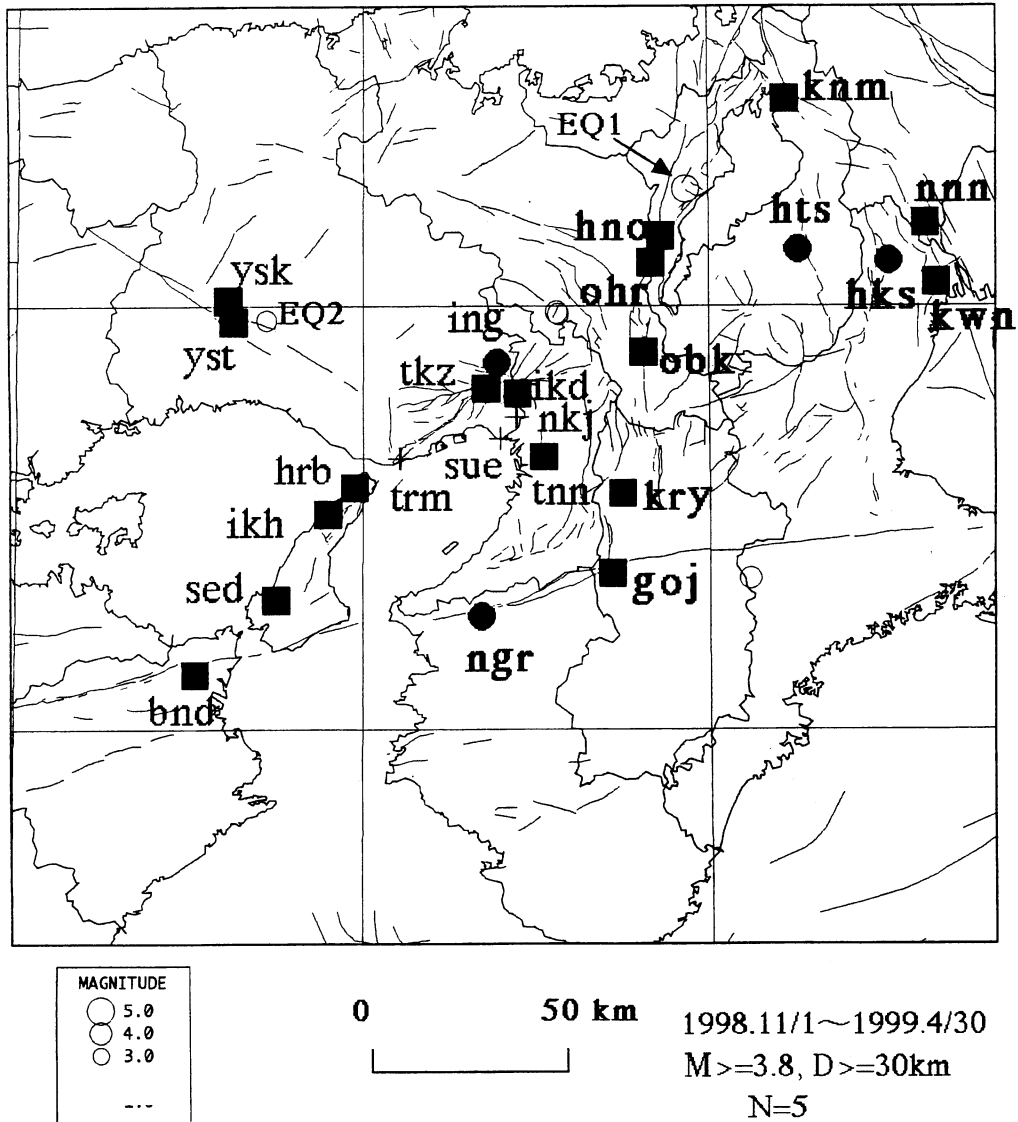 knm
EQ1
nnn
hts
hno
ysk
ohr
hks
EQ2
ing
kwn
yst
obk
tkz
ikd
nkj
hrb
sue
trm
tnn
kry
ikh
goj
sed
ngr
bnd
MAGNITUDE
5.0
4.0
3.0
0 50 km
1998.11/1~1999.4/30
M>=3.8, D>=30km
N=5